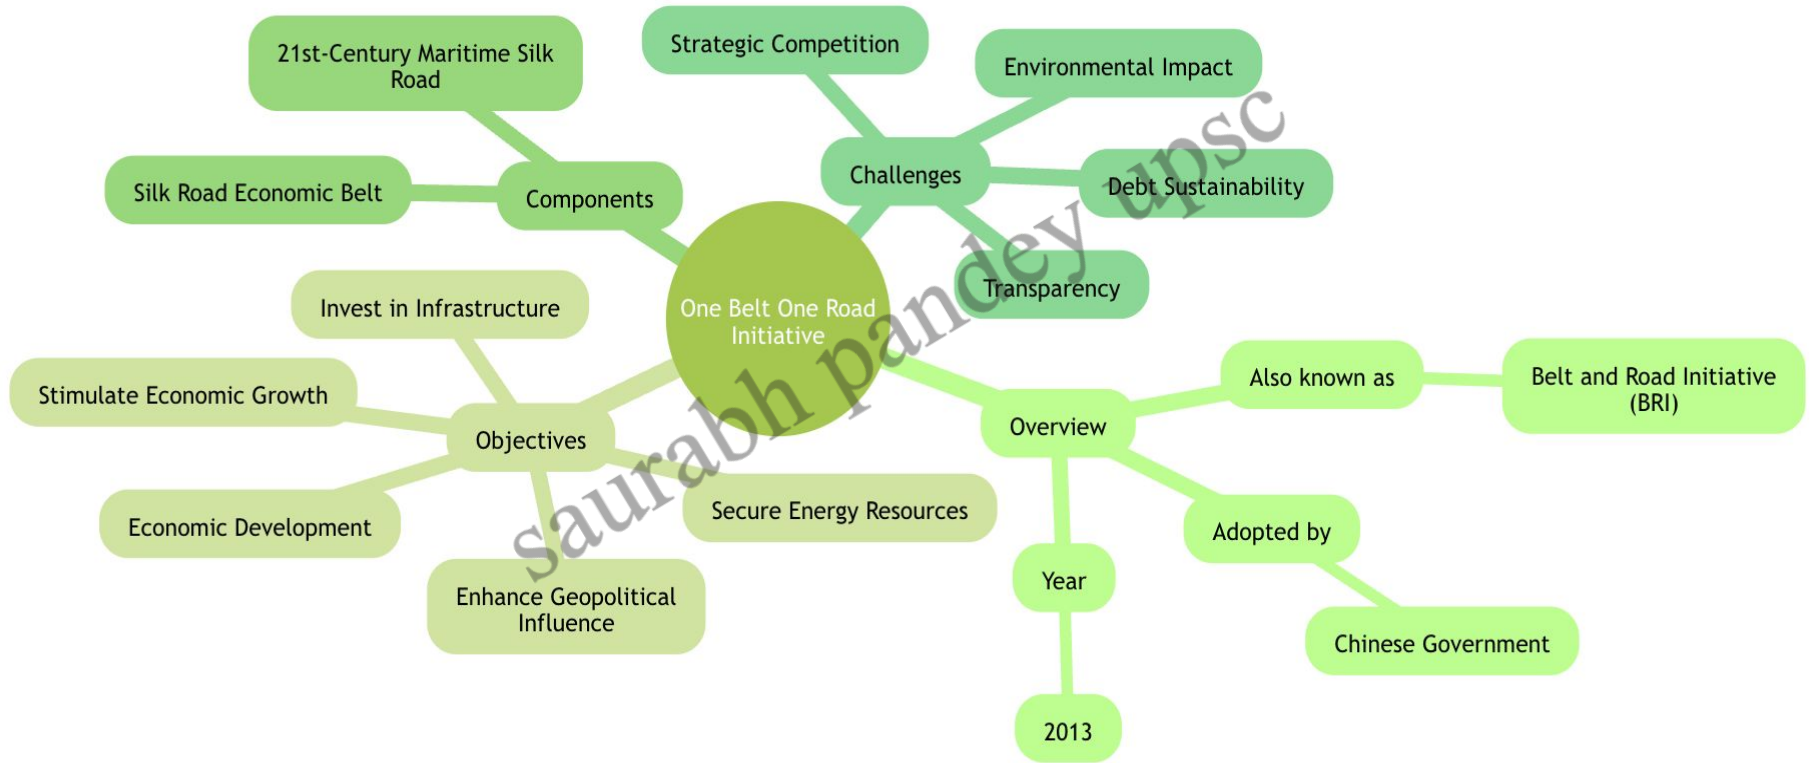 21st-Century Maritime Silk
Road
Silk Road Economic Belt
Components
Strategic Competition
Environmental Impact
Challenges
Debt Sustainability
Transparency
One Belt One Road
Initiative
Invest in Infrastructure
Stimulate Economic Growth
Objectives
Economic Development
Secure Energy Resources
Enhance Geopolitical
Influence
Overview
Also known as
Belt and Road Initiative
(BRI)
Adopted by
Chinese Government
Year
2013
saurabh pandey upsc